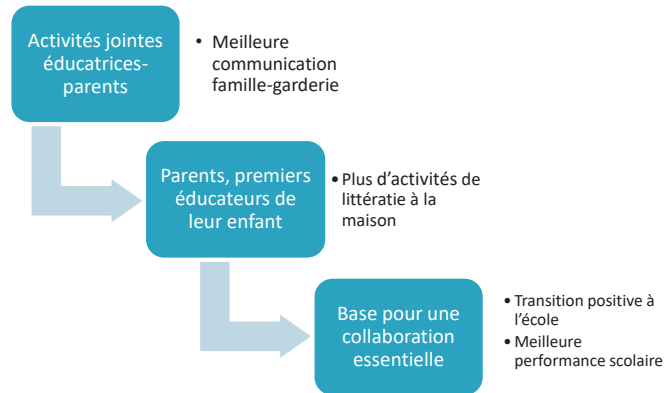 Activités jointes
éducatrices-
parents
• Meilleure
communication
famille-garderie
Parents, premiers
éducateurs de
leur enfant
• Plus d’activités de
littératie à la
maison
Base pour une
collaboration
essentielle
• Transition positive à
l’école
• Meilleure
performance scolaire